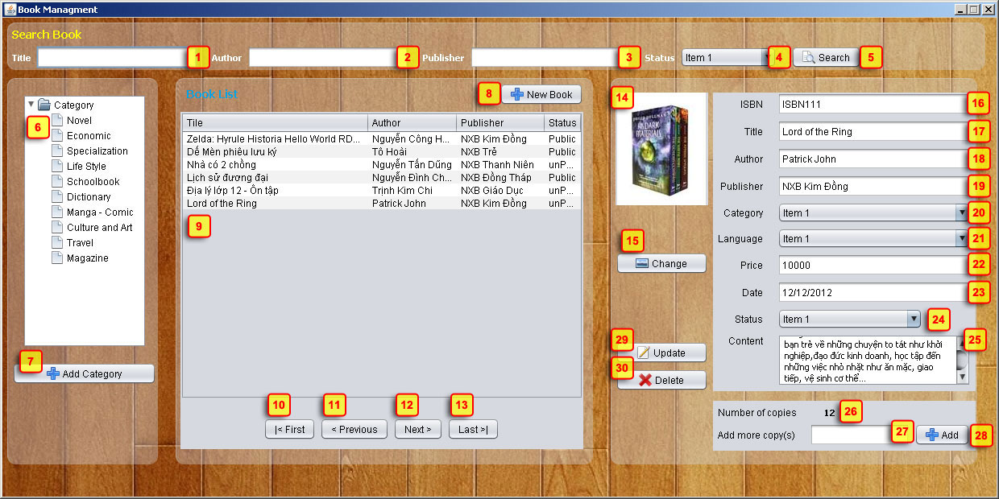 Book Managment
Search Book
Title 1 Author 2 Publisher 3 Status Item 1 4 Search 5
Category
6
Novel
Economic
Specialization
Life Style
Schoolbook
Dictionary
Manga - Comic
Culture and Art
Travel
Magazine
7
Add Category
Book List 8 New Book
Tile Author Publisher Status
Zelda: Hyrule Historia Hello World RD... Nguyễn Công H... NXB Kim Đồng Public
Dế Mèn phiêu lưu ký Tô Hoài NXB Trẻ Public
Nhà có 2 chồng Nguyễn Tấn Dũng NXB Thanh Niên unP...
Lịch sử đương đại Nguyễn Đình Ch... NXB Đồng Tháp Public
Địa lý lớp 12 - Ôn tập Trịnh Kim Chi NXB Giáo Dục unP...
Lord of the Ring Patrick John NXB Kim Đồng unP...
9
10 11 12 13
|< First < Previous Next > Last >|
14
PHILIP PULLMAN
HIS DARK MATERIALS
15
Change
29
Update
30
Delete
ISBN ISBN111 16
Title Lord of the Ring 17
Author Patrick John 18
Publisher NXB Kim Đồng 19
Category Item 1 20
Language Item 1 21
Price 10000 22
Date 12/12/2012 23
Status Item 1 24
Content 25
bạn trẻ về những chuyện to tát như khởi
nghiệp,đạo đức kinh doanh, học tập đến
những việc nhỏ nhặt như ăn mặc, giao
tiếp, vệ sinh cơ thể...
Number of copies 12 26
Add more copy(s) 27 Add 28